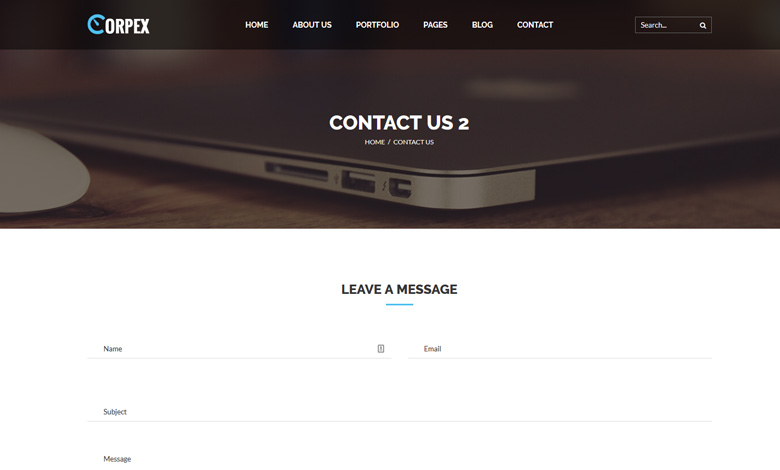 CORPEX
HOME ABOUT US PORTFOLIO PAGES BLOG CONTACT
Search...
CONTACT US 2
HOME / CONTACT US
LEAVE A MESSAGE
Name
Email
Subject
Message